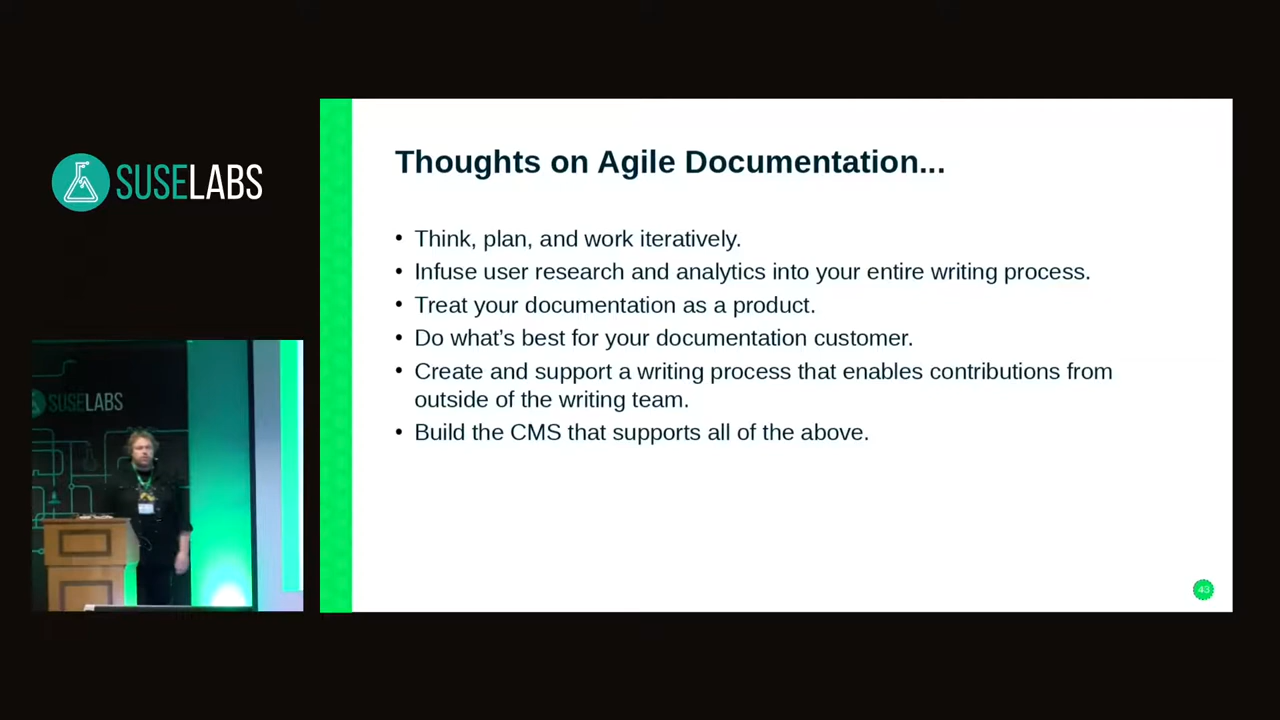 SUSELABS
Thoughts on Agile Documentation...
• Think, plan, and work iteratively.
• Infuse user research and analytics into your entire writing process.
• Treat your documentation as a product.
• Do what’s best for your documentation customer.
• Create and support a writing process that enables contributions from
outside of the writing team.
• Build the CMS that supports all of the above.
SUSELABS
43